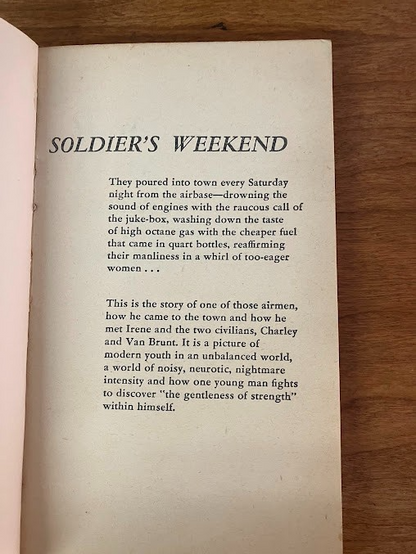 SOLDIER'S WEEKEND
They poured into town every Saturday
night from the airbase—drowning the
sound of engines with the raucous call of
the juke-box, washing down the taste
of high octane gas with the cheaper fuel
that came in quart bottles, reaffirming
their manliness in a whirl of too-eager
women . . .
This is the story of one of those airmen,
how he came to the town and how he
met Irene and the two civilians, Charley
and Van Brunt. It is a picture of
modern youth in an unbalanced world,
a world of noisy, neurotic, nightmare
intensity and how one young man fights
to discover "the gentleness of strength"
within himself.